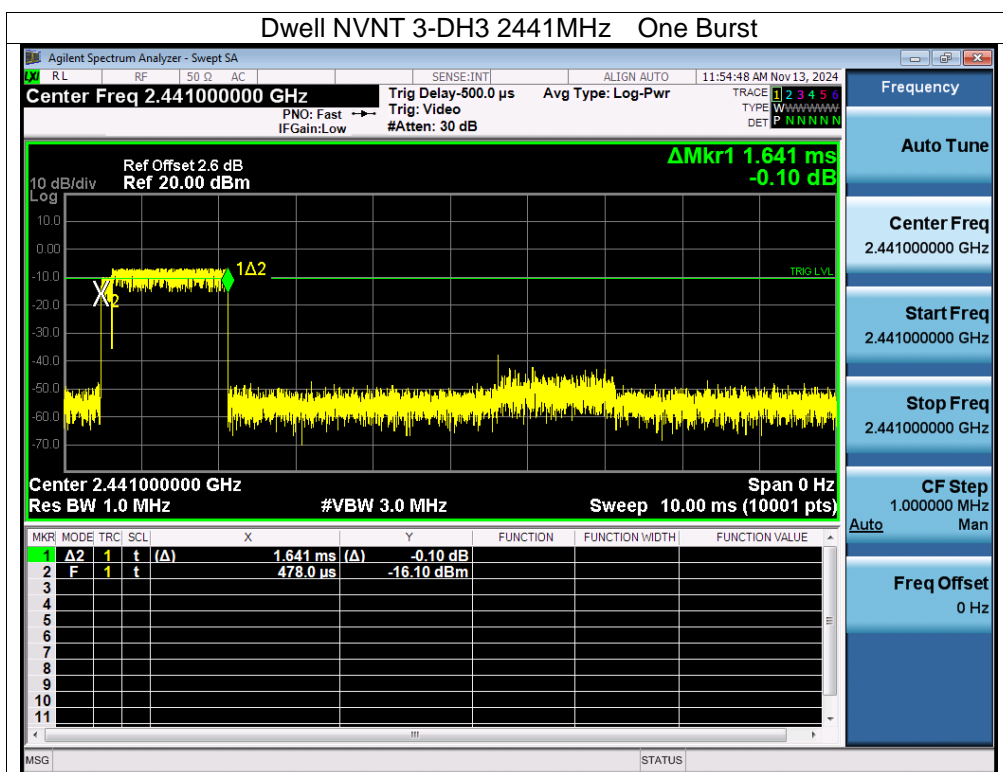 Dwell NVNT 3-DH3 2441MHz One Burst
Agilent Spectrum Analyzer - Swept SA
LXI RL RF 50 Ω AC SENSE:INT ALIGN AUTO 11:54:48 AM Nov 13, 2024
Center Freq 2.441000000 GHz Trig Delay-500.0 µs Avg Type: Log-Pwr TRACE 1 2 3 4 5 6
PNO: Fast Trig: Video TYPE WWWWWWW
IFGain:Low #Atten: 30 dB DET P N N N N N
Frequency
ΔMkr1 1.641 ms
-0.10 dB
Ref Offset 2.6 dB
10 dB/div Ref 20.00 dBm
Log
10.0
0.00
-10.0
-20.0
-30.0
-40.0
-50.0
-60.0
-70.0
1Δ2
2
TRIG LVL
Center 2.441000000 GHz Span 0 Hz
Res BW 1.0 MHz #VBW 3.0 MHz Sweep 10.00 ms (10001 pts)
MKR MODE TRC SCL X Y FUNCTION FUNCTION WIDTH FUNCTION VALUE
1 Δ2 1 t (Δ) 1.641 ms (Δ) -0.10 dB
2 F 1 t 478.0 µs -16.10 dBm
3
4
5
6
7
8
9
10
11
MSG STATUS
Auto Tune
Center Freq
2.441000000 GHz
Start Freq
2.441000000 GHz
Stop Freq
2.441000000 GHz
CF Step
1.000000 MHz
Auto Man
Freq Offset
0 Hz